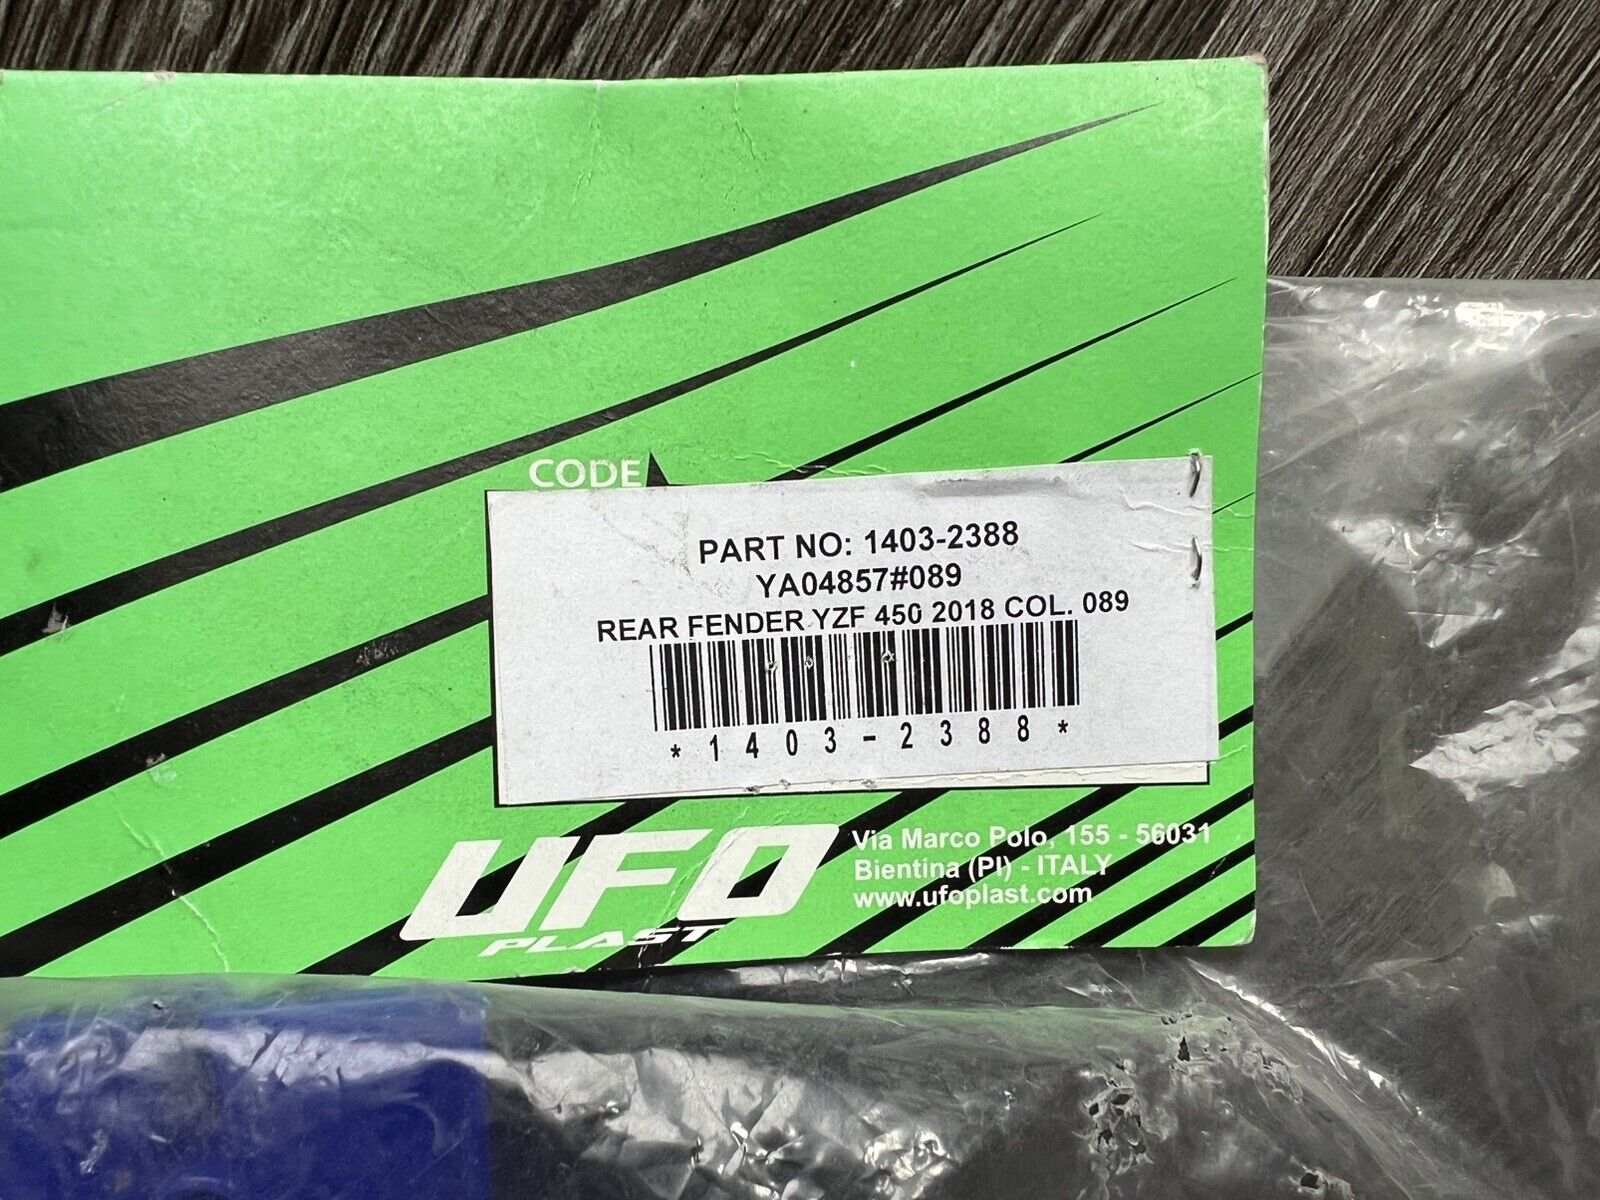 CODE
PART NO: 1403-2388
YA04857#089
REAR FENDER YZF 450 2018 COL. 089
*1403-2388*
UFO
PLAST
Via Marco Polo, 155 - 56031
Bientina (PI) - ITALY
www.ufoplast.com